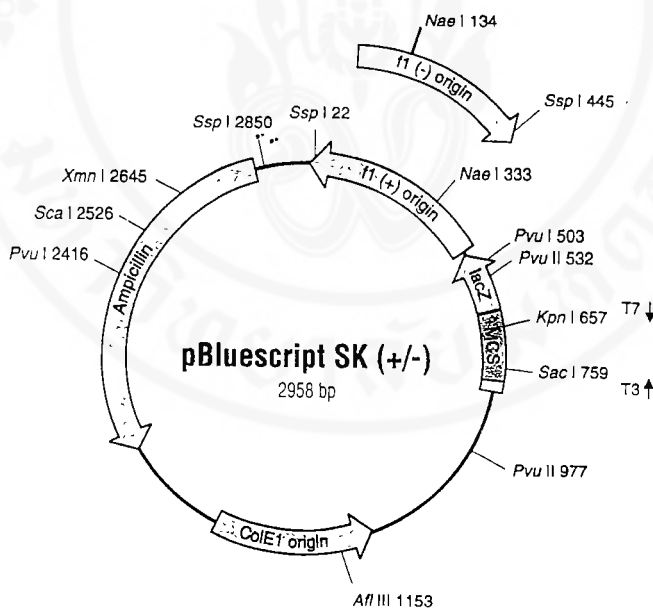 Nae I 134
f1 (-) origin
Ssp I 445
Ssp I 2850
Ssp I 22
Xmn I 2645
Sca I 2526
Pvu I 2416
Ampicillin
f1 (+) origin
Nae I 333
Pvu I 503
Pvu II 532
lacZ
Kpn I 657
T7
MCS
Sac I 759
T3
pBluescript SK (+/-)
2958 bp
Pvu II 977
ColE1 origin
Afl III 1153